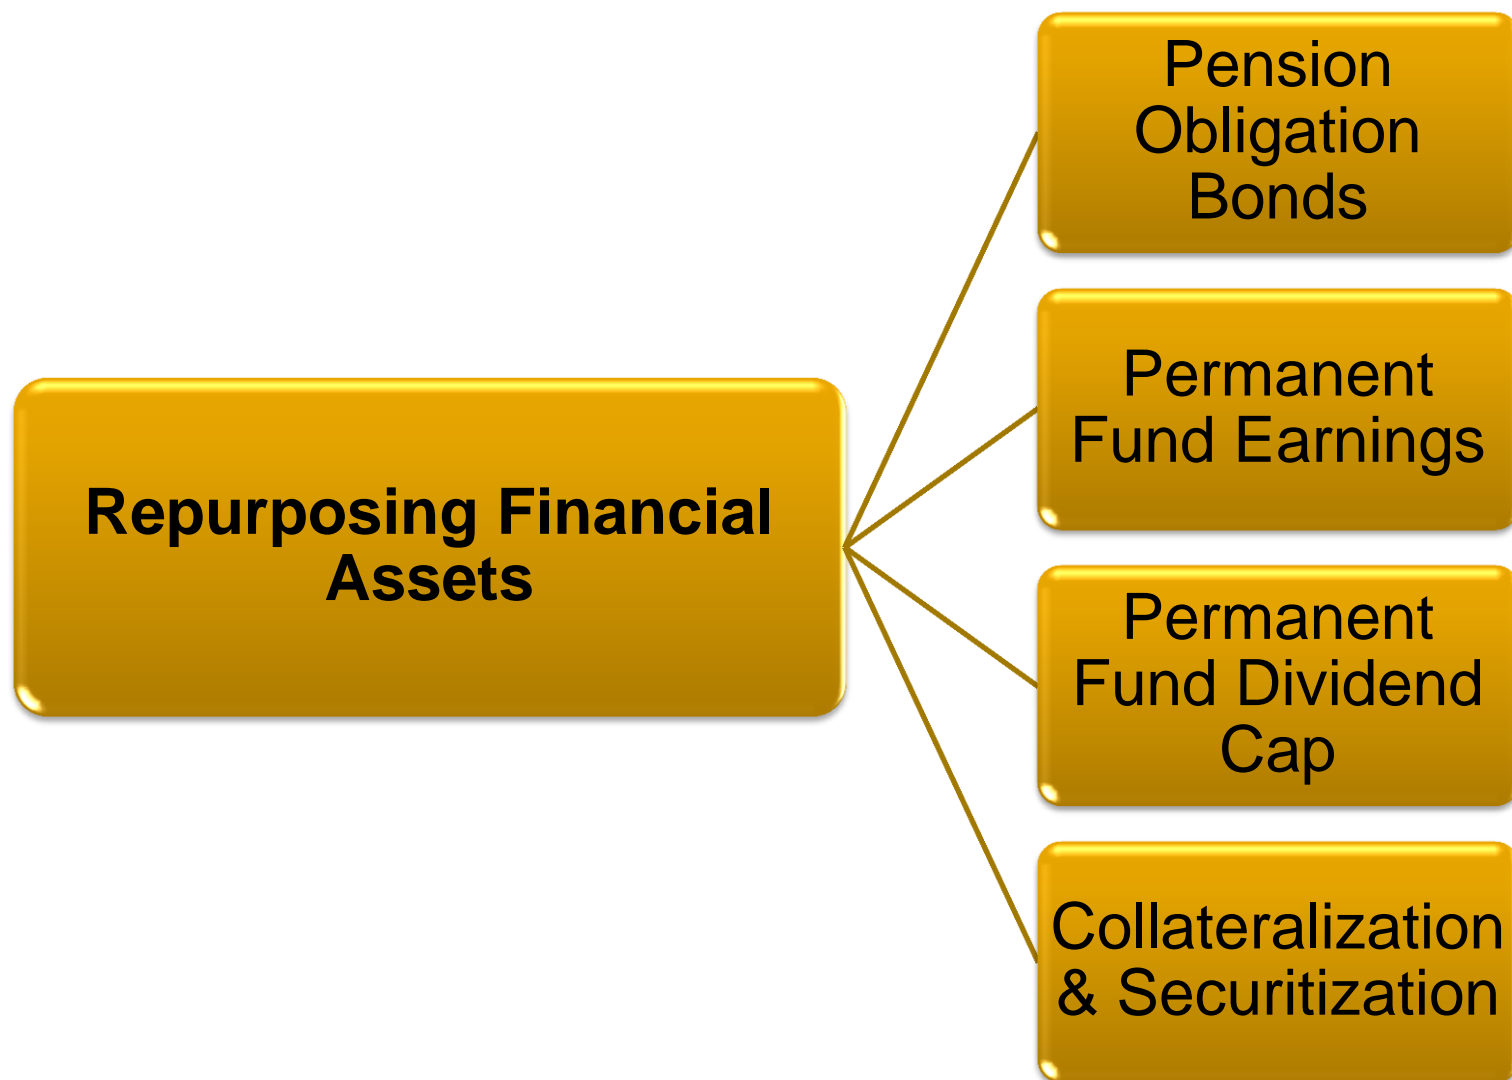 Pension
Obligation
Bonds
Permanent
Fund Earnings
Repurposing Financial
Assets
Permanent
Fund Dividend
Cap
Collateralization
& Securitization